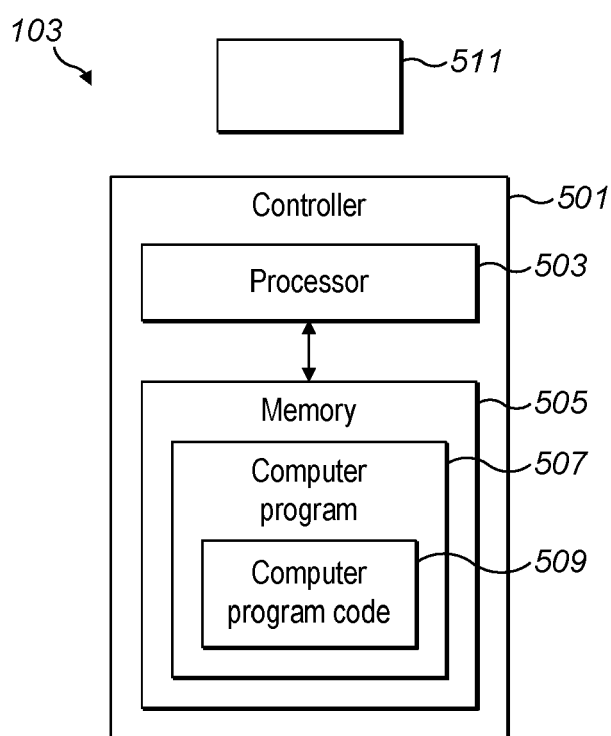 103
511
Controller
501
Processor
503
Memory
505
Computer
program
507
Computer
program code
509